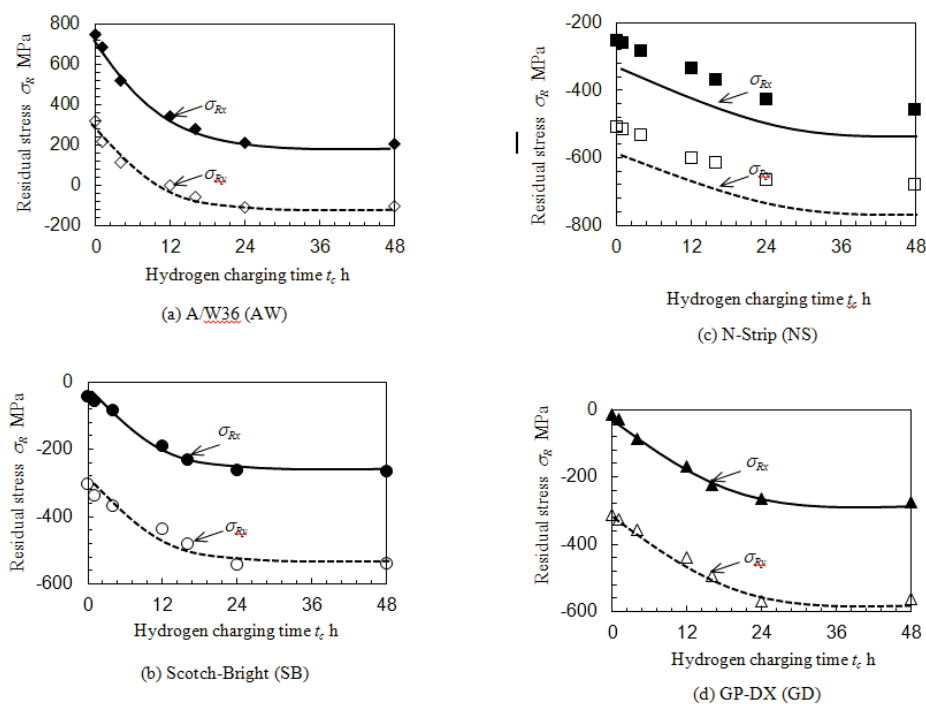 800
600
400
200
0
-200
Residual stress σR MPa
σRx
σRy
0 12 24 36 48
Hydrogen charging time tc h
(a) A/W36 (AW)
-200
-400
-600
-800
Residual stress σR MPa
σRx
σRy
0 12 24 36 48
Hydrogen charging time tc h
(c) N-Strip (NS)
0
-200
-400
-600
Residual stress σR MPa
σRx
σRy
0 12 24 36 48
Hydrogen charging time tc h
(b) Scotch-Bright (SB)
0
-200
-400
-600
Residual stress σR MPa
σRx
σRy
0 12 24 36 48
Hydrogen charging time tc h
(d) GP-DX (GD)